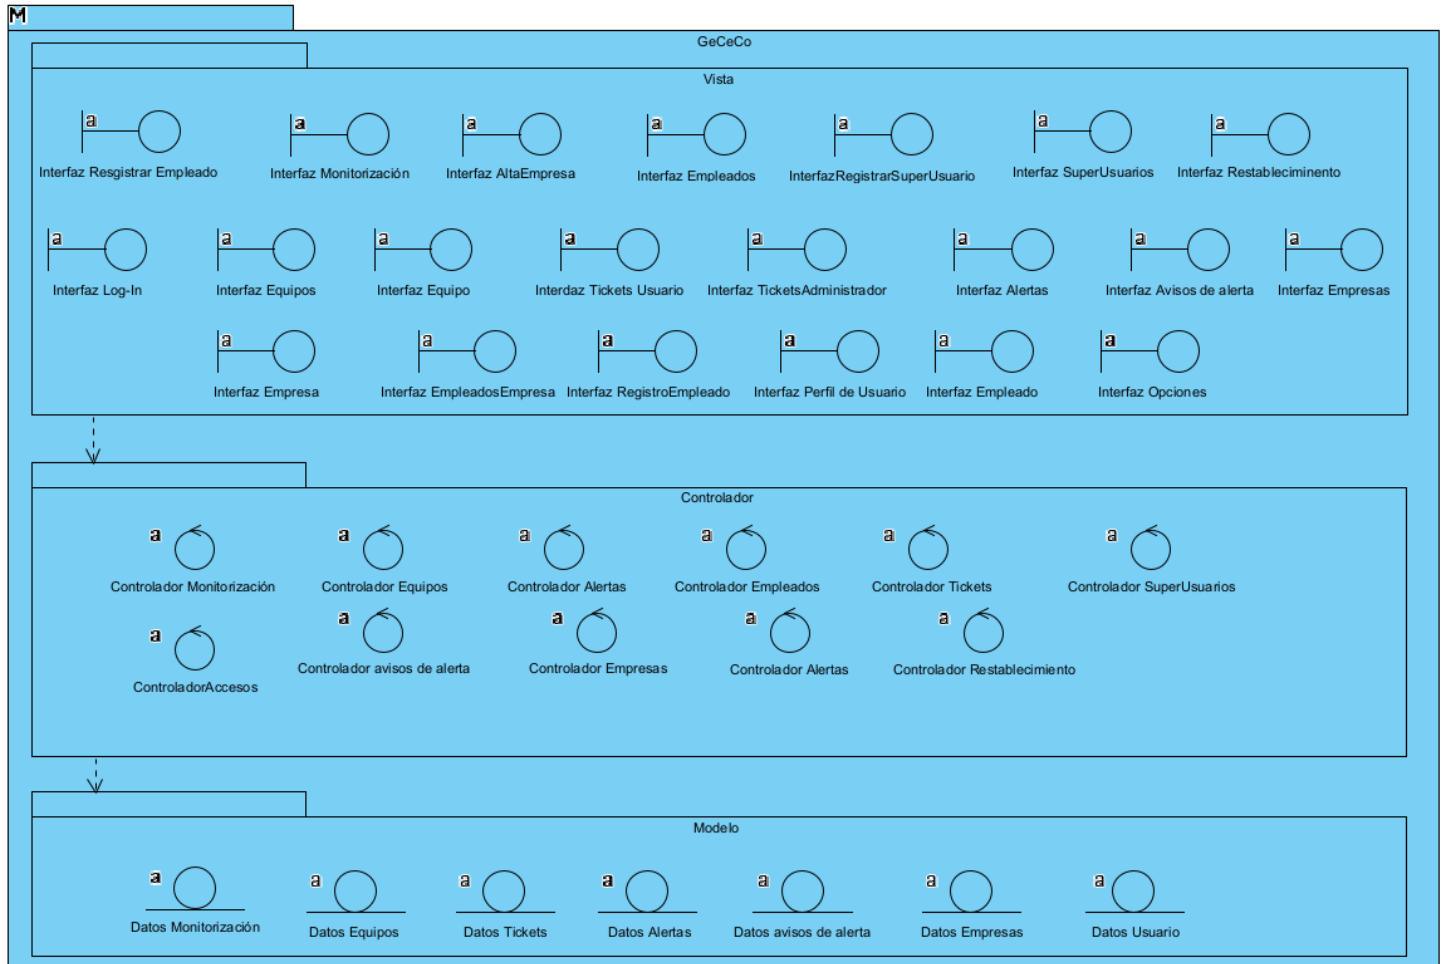 M
GeCeCo
Vista
a a a a a a a
Interfaz Resgistrar Empleado Interfaz Monitorización Interfaz AltaEmpresa Interfaz Empleados InterfazRegistrarSuperUsuario Interfaz SuperUsuarios Interfaz Restableciminento
a a a a a a a a
Interfaz Log-In Interfaz Equipos Interfaz Equipo Interdaz Tickets Usuario Interfaz TicketsAdministrador Interfaz Alertas Interfaz Avisos de alerta Interfaz Empresas
a a a a a a
Interfaz Empresa Interfaz EmpleadosEmpresa Interfaz RegistroEmpleado Interfaz Perfil de Usuario Interfaz Empleado Interfaz Opciones
Controlador
a a a a a a
Controlador Monitorización Controlador Equipos Controlador Alertas Controlador Empleados Controlador Tickets Controlador SuperUsuarios
a a a a a
ControladorAccesos Controlador avisos de alerta Controlador Empresas Controlador Alertas Controlador Restablecimiento
Modelo
a a a a a a a
Datos Monitorización Datos Equipos Datos Tickets Datos Alertas Datos avisos de alerta Datos Empresas Datos Usuario